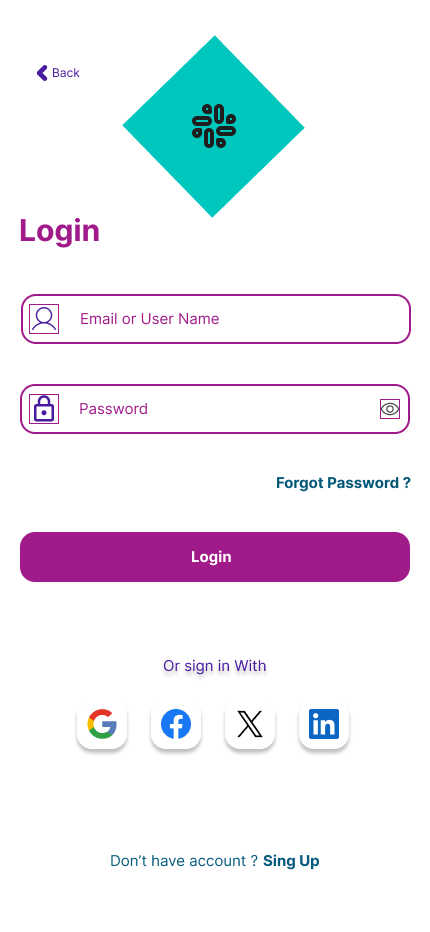 Back
Login
Email or User Name
Password
Forgot Password ?
Login
Or sign in With
Don’t have account ? Sing Up